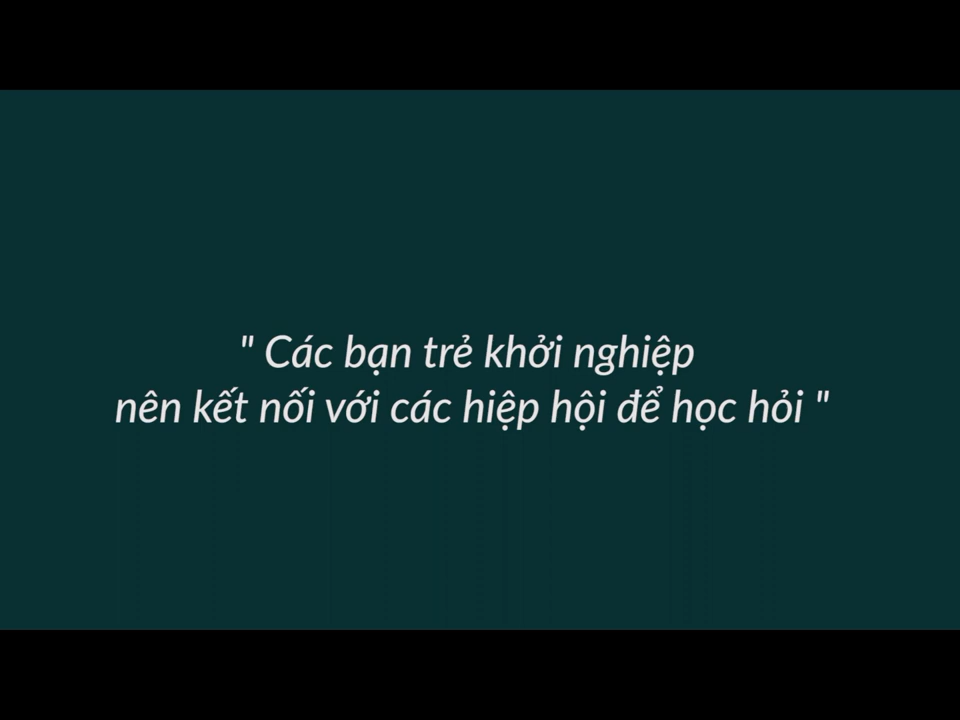 " Các bạn trẻ khởi nghiệp
nên kết nối với các hiệp hội để học hỏi "